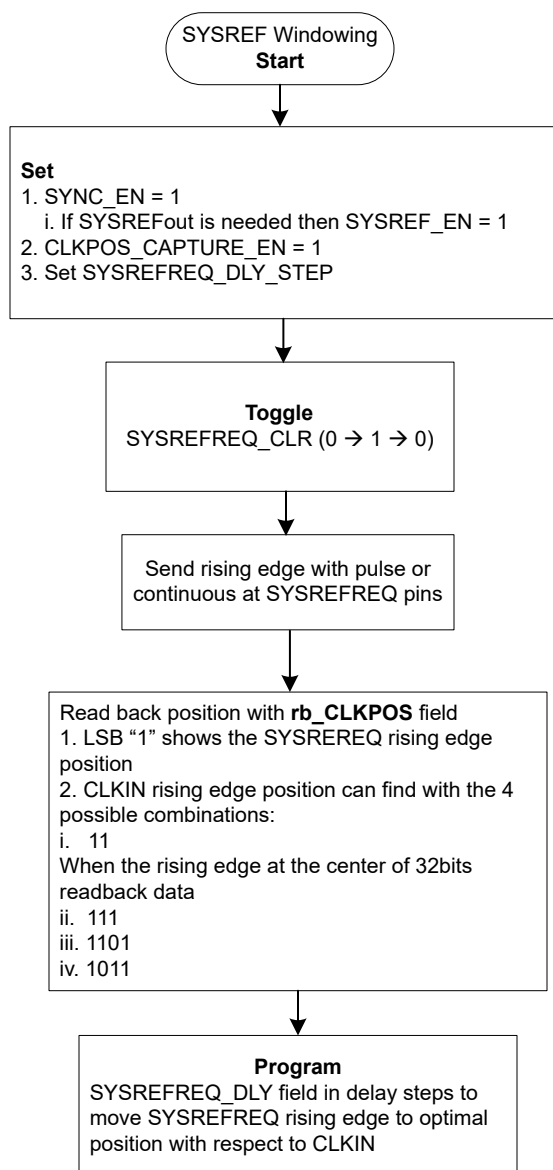 SYSREF Windowing
Start
Set
1. SYNC_EN = 1
i. If SYSREFout is needed then SYSREF_EN = 1
2. CLKPOS_CAPTURE_EN = 1
3. Set SYSREFREQ_DLY_STEP
Toggle
SYSREFREQ_CLR (0 → 1 → 0)
Send rising edge with pulse or
continuous at SYSREFREQ pins
Read back position with rb_CLKPOS field
1. LSB “1” shows the SYSREREQ rising edge
position
2. CLKIN rising edge position can find with the 4
possible combinations:
i. 11
When the rising edge at the center of 32bits
readback data
ii. 111
iii. 1101
iv. 1011
Program
SYSREFREQ_DLY field in delay steps to
move SYSREFREQ rising edge to optimal
position with respect to CLKIN